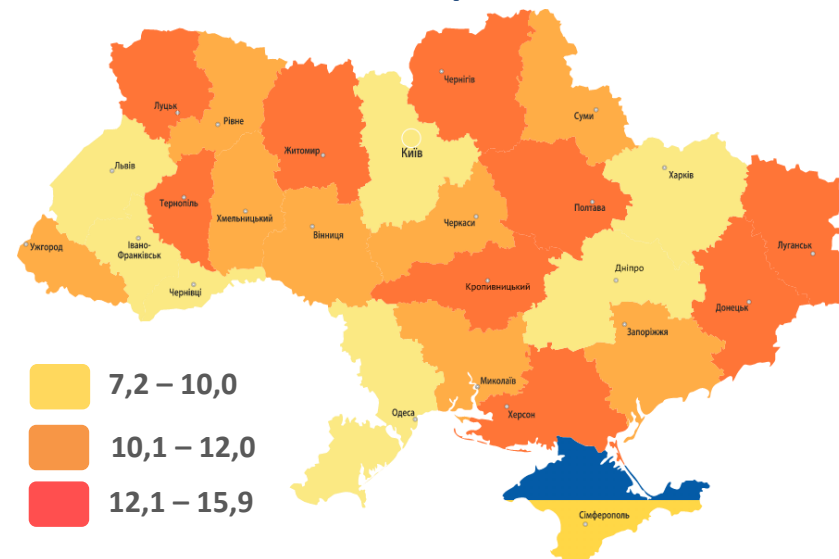 Чернігів
Луцьк
Рівне
Суми
Житомир
Київ
Львів
Харків
Тернопіль
Хмельницький
Черкаси
Полтава
Вінниця
Ужгород
Івано-
Франківськ
Луганськ
Дніпро
Чернівці
Кропивницький
Донецьк
Запоріжжя
Миколаїв
7,2 – 10,0
Одеса
Херсон
10,1 – 12,0
12,1 – 15,9
Сімферополь